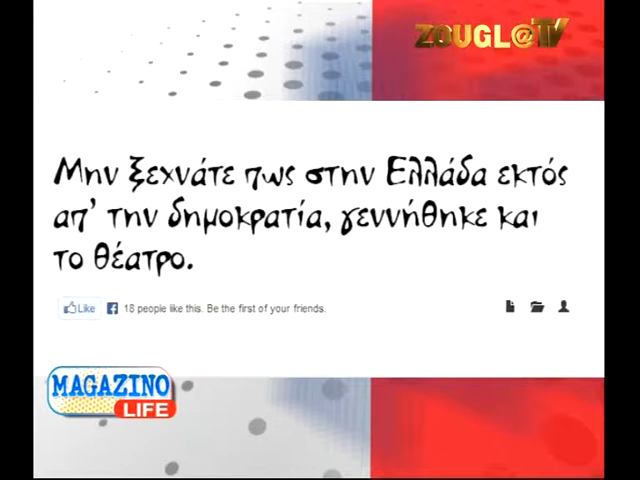 ZOUGL@TV
Μην ξεχνάτε πως στην Ελλάδα εκτός
απ' την δημοκρατία, γεννήθηκε και
το θέατρο.
Like 18 people like this. Be the first of your friends.
MAGAZINO
LIFE